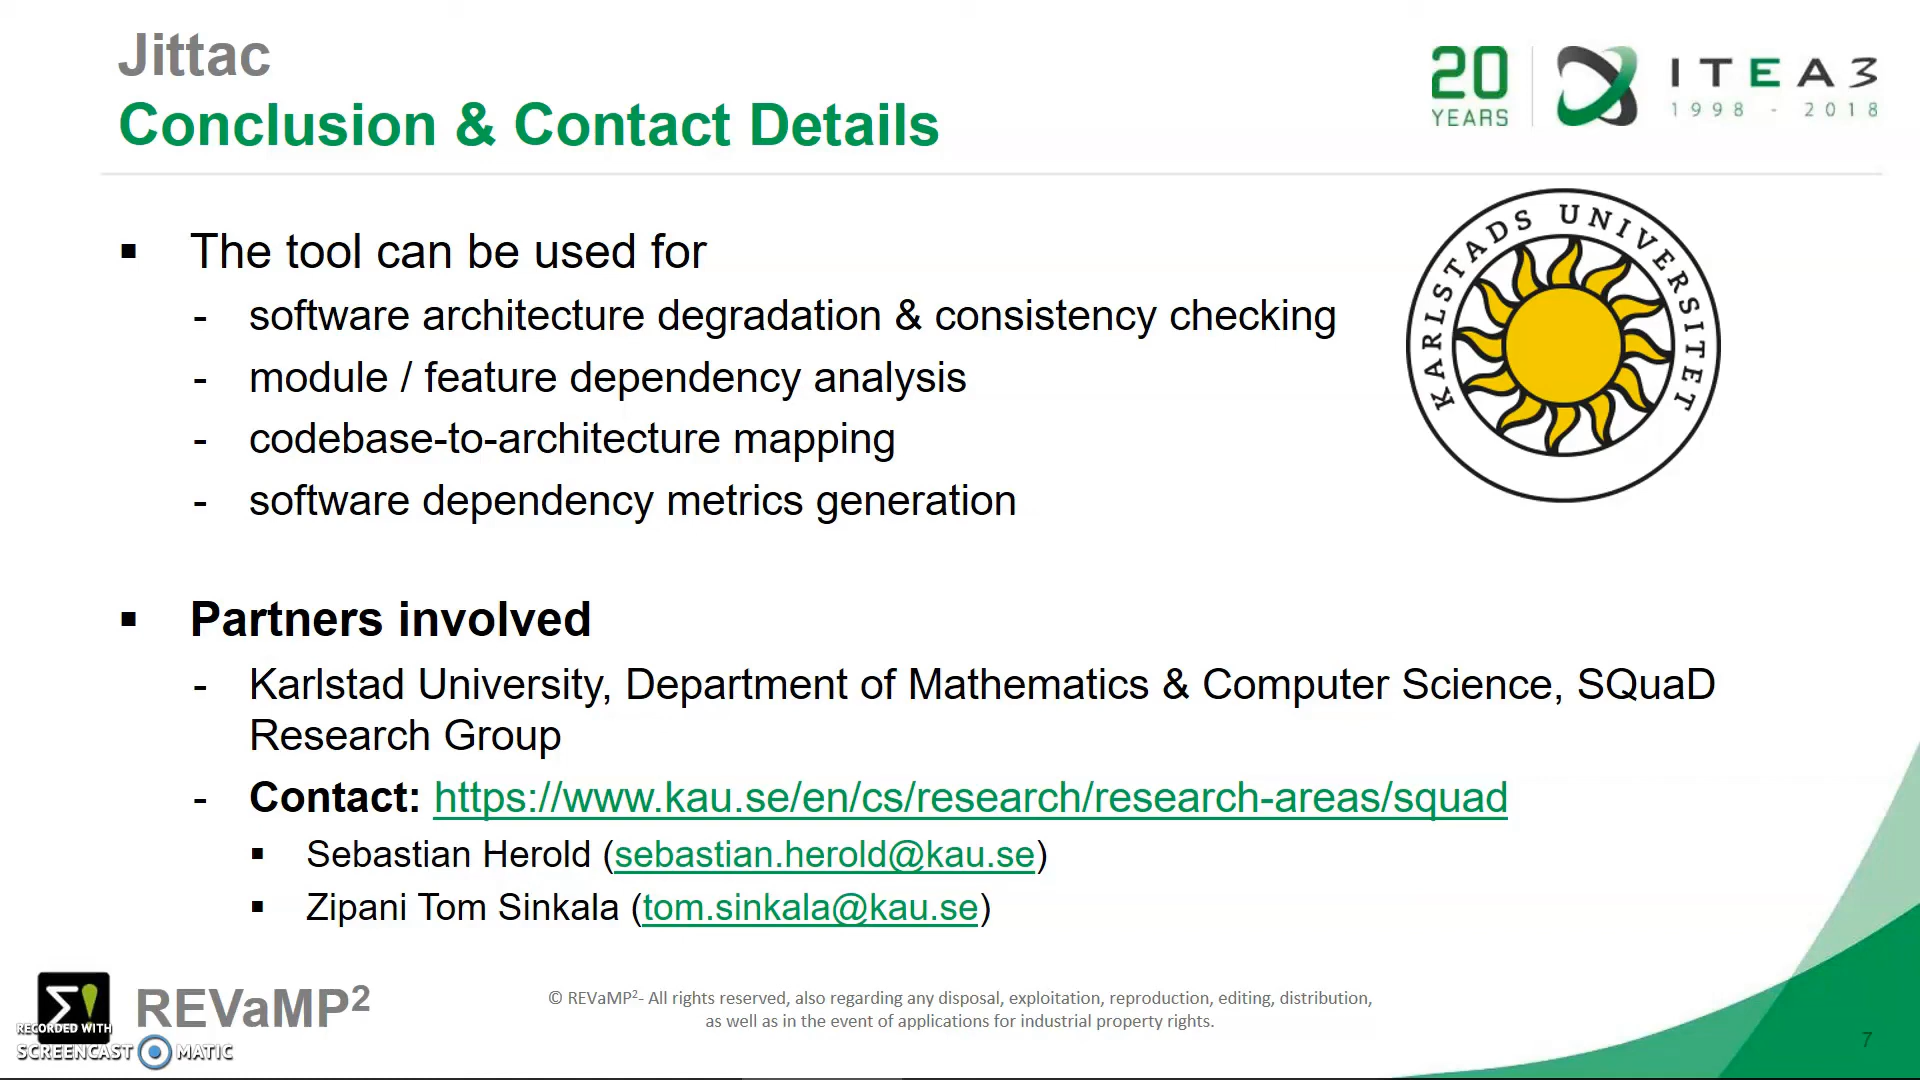 Jittac
Conclusion & Contact Details
20
YEARS
ITEA3
1998 - 2018
KARLSTADS UNIVERSITET
▪ The tool can be used for
- software architecture degradation & consistency checking
- module / feature dependency analysis
- codebase-to-architecture mapping
- software dependency metrics generation
▪ Partners involved
- Karlstad University, Department of Mathematics & Computer Science, SQuaD
Research Group
- Contact: https://www.kau.se/en/cs/research/research-areas/squad
▪ Sebastian Herold (sebastian.herold@kau.se)
▪ Zipani Tom Sinkala (tom.sinkala@kau.se)
Σ!
REVaMP²
© REVaMP²- All rights reserved, also regarding any disposal, exploitation, reproduction, editing, distribution,
as well as in the event of applications for industrial property rights.
RECORDED WITH
SCREENCAST MATIC
7